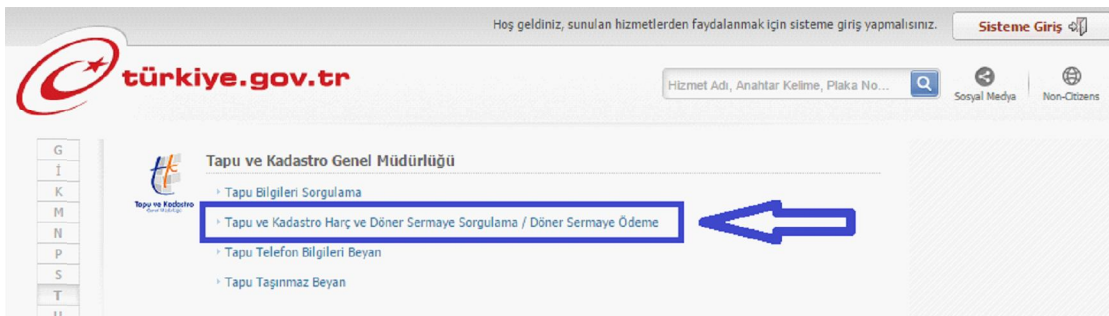 Hoş geldiniz, sunulan hizmetlerden faydalanmak için sisteme giriş yapmalısınız.
Sisteme Giriş
türkiye.gov.tr
Hizmet Adı, Anahtar Kelime, Plaka No...
Sosyal Medya
Non-Citizens
G
İ
K
M
N
P
S
T
U
Tapu ve Kadastro
Genel Müdürlüğü
Tapu ve Kadastro Genel Müdürlüğü
Tapu Bilgileri Sorgulama
Tapu ve Kadastro Harç ve Döner Sermaye Sorgulama / Döner Sermaye Ödeme
Tapu Telefon Bilgileri Beyan
Tapu Taşınmaz Beyan